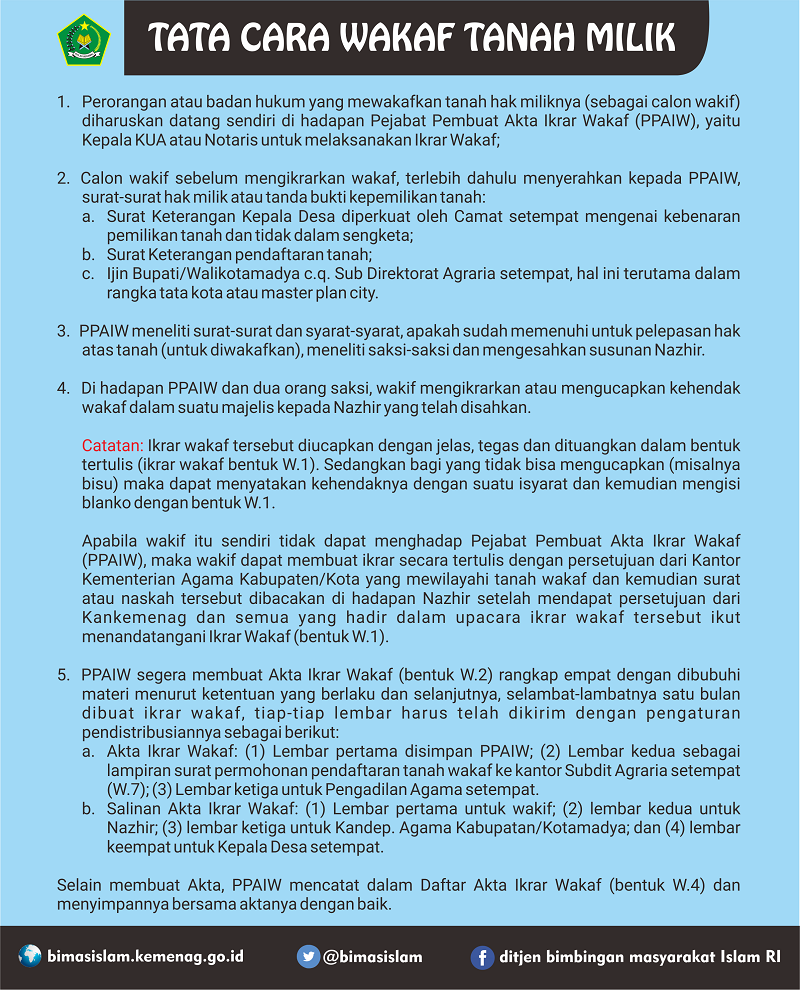 TATA CARA WAKAF TANAH MILIK
1. Perorangan atau badan hukum yang mewakafkan tanah hak miliknya (sebagai calon wakif)
diharuskan datang sendiri di hadapan Pejabat Pembuat Akta Ikrar Wakaf (PPAIW), yaitu
Kepala KUA atau Notaris untuk melaksanakan Ikrar Wakaf;
2. Calon wakif sebelum mengikrarkan wakaf, terlebih dahulu menyerahkan kepada PPAIW,
surat-surat hak milik atau tanda bukti kepemilikan tanah:
a. Surat Keterangan Kepala Desa diperkuat oleh Camat setempat mengenai kebenaran
pemilikan tanah dan tidak dalam sengketa;
b. Surat Keterangan pendaftaran tanah;
c. Ijin Bupati/Walikotamadya c.q. Sub Direktorat Agraria setempat, hal ini terutama dalam
rangka tata kota atau master plan city.
3. PPAIW meneliti surat-surat dan syarat-syarat, apakah sudah memenuhi untuk pelepasan hak
atas tanah (untuk diwakafkan), meneliti saksi-saksi dan mengesahkan susunan Nazhir.
4. Di hadapan PPAIW dan dua orang saksi, wakif mengikrarkan atau mengucapkan kehendak
wakaf dalam suatu majelis kepada Nazhir yang telah disahkan.
Catatan: Ikrar wakaf tersebut diucapkan dengan jelas, tegas dan dituangkan dalam bentuk
tertulis (ikrar wakaf bentuk W.1). Sedangkan bagi yang tidak bisa mengucapkan (misalnya
bisu) maka dapat menyatakan kehendaknya dengan suatu isyarat dan kemudian mengisi
blanko dengan bentuk W.1.
Apabila wakif itu sendiri tidak dapat menghadap Pejabat Pembuat Akta Ikrar Wakaf
(PPAIW), maka wakif dapat membuat ikrar secara tertulis dengan persetujuan dari Kantor
Kementerian Agama Kabupaten/Kota yang mewilayahi tanah wakaf dan kemudian surat
atau naskah tersebut dibacakan di hadapan Nazhir setelah mendapat persetujuan dari
Kankemenag dan semua yang hadir dalam upacara ikrar wakaf tersebut ikut
menandatangani Ikrar Wakaf (bentuk W.1).
5. PPAIW segera membuat Akta Ikrar Wakaf (bentuk W.2) rangkap empat dengan dibubuhi
materi menurut ketentuan yang berlaku dan selanjutnya, selambat-lambatnya satu bulan
dibuat ikrar wakaf, tiap-tiap lembar harus telah dikirim dengan pengaturan
pendistribusiannya sebagai berikut:
a. Akta Ikrar Wakaf: (1) Lembar pertama disimpan PPAIW; (2) Lembar kedua sebagai
lampiran surat permohonan pendaftaran tanah wakaf ke kantor Subdit Agraria setempat
(W.7); (3) Lembar ketiga untuk Pengadilan Agama setempat.
b. Salinan Akta Ikrar Wakaf: (1) Lembar pertama untuk wakif; (2) lembar kedua untuk
Nazhir; (3) lembar ketiga untuk Kandep. Agama Kabupatan/Kotamadya; dan (4) lembar
keempat untuk Kepala Desa setempat.
Selain membuat Akta, PPAIW mencatat dalam Daftar Akta Ikrar Wakaf (bentuk W.4) dan
menyimpannya bersama aktanya dengan baik.
bimasislam.kemenag.go.id @bimasislam ditjen bimbingan masyarakat Islam RI